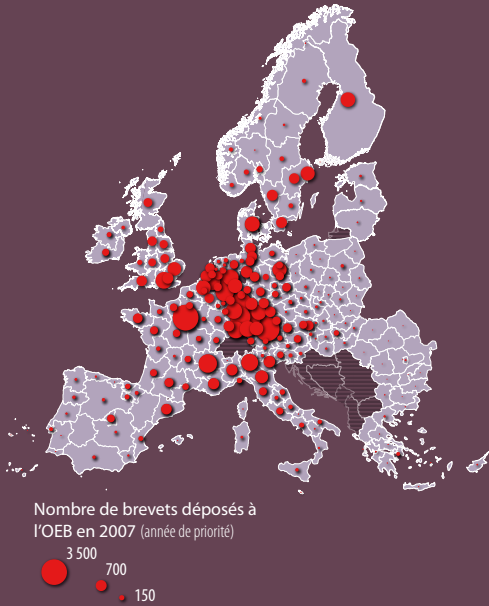 Nombre de brevets déposés à
l’OEB en 2007 (année de priorité)
3 500
700
150